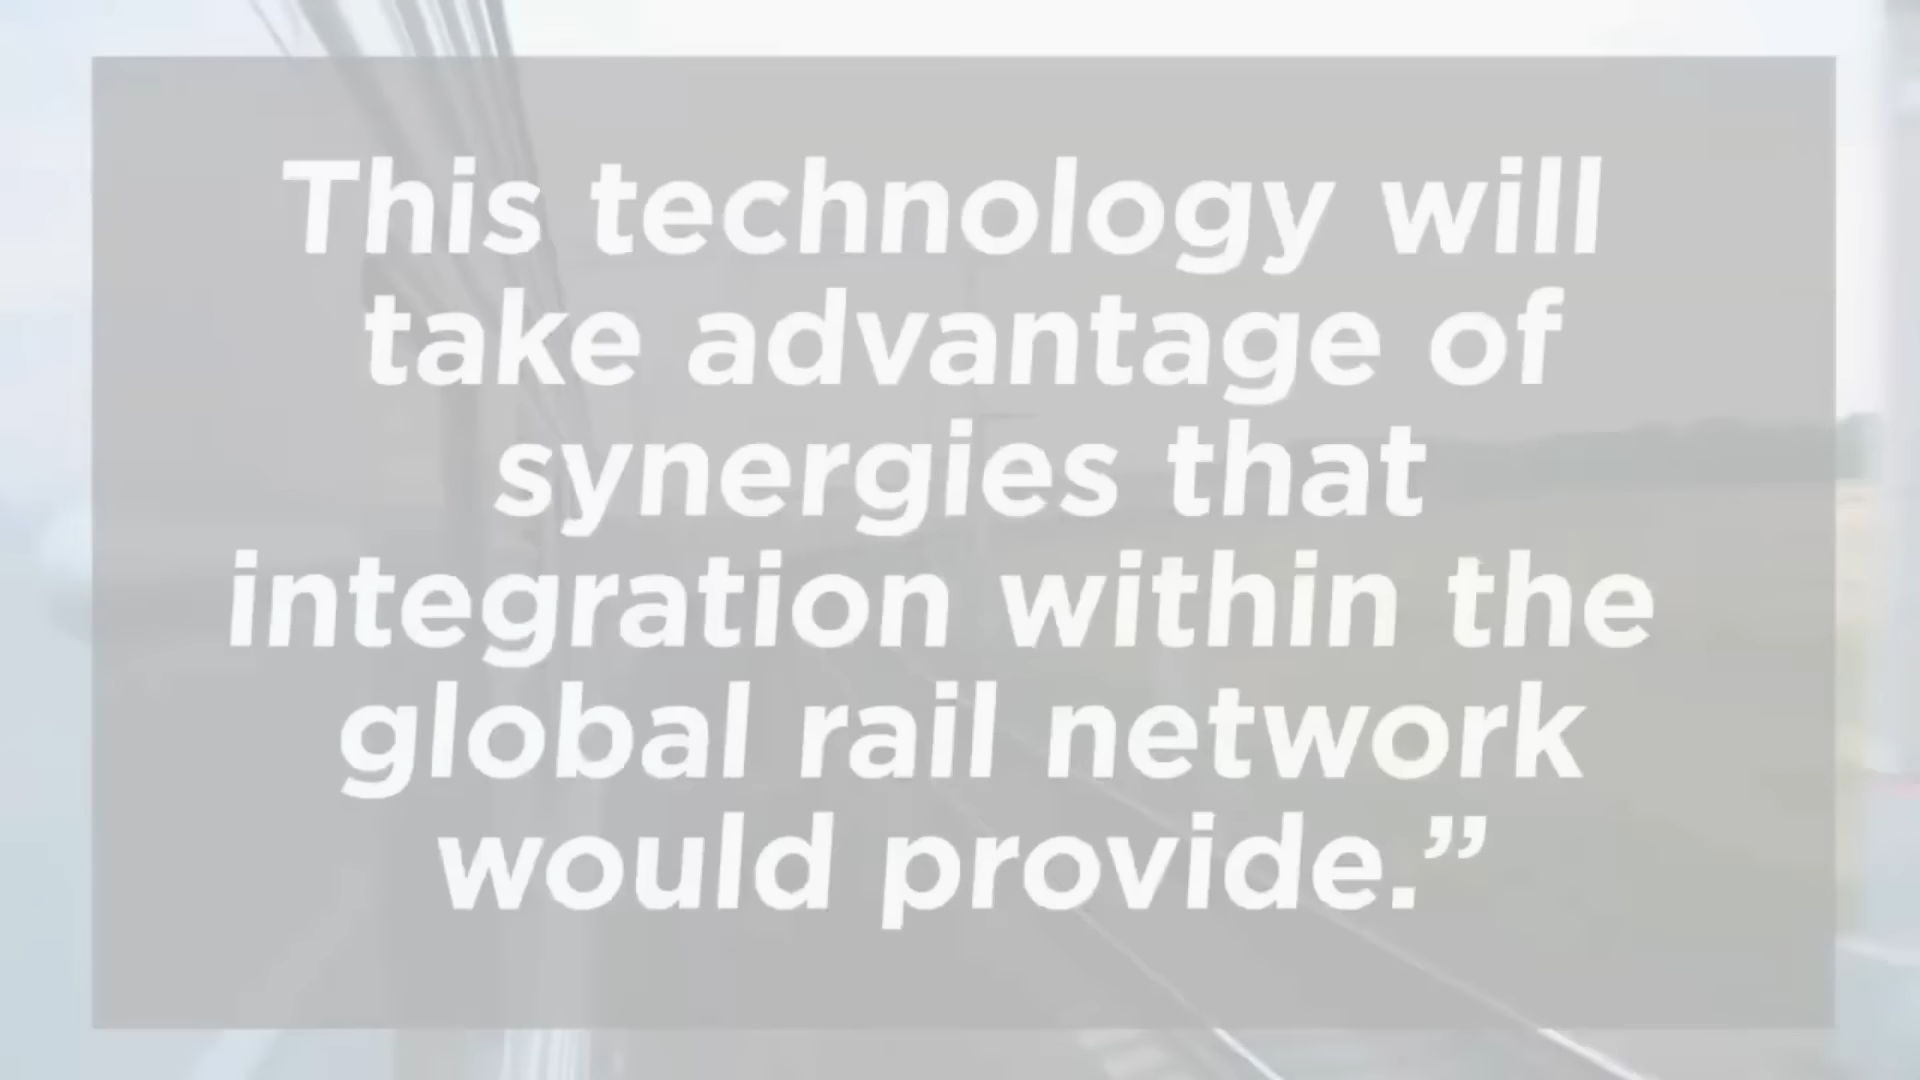 This technology will
take advantage of
synergies that
integration within the
global rail network
would provide.”